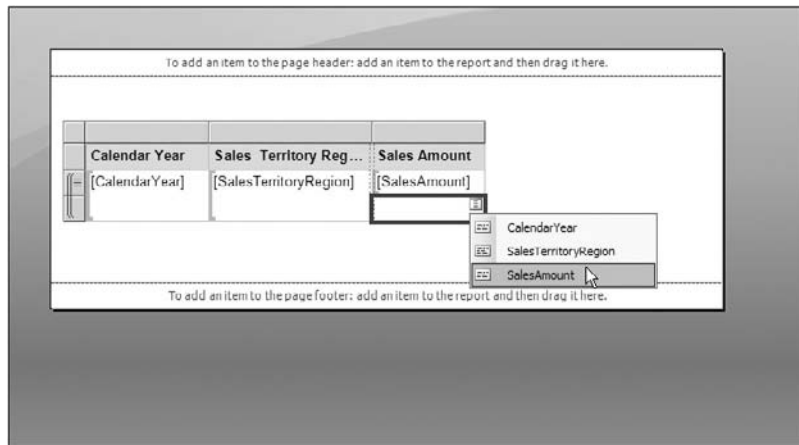 To add an item to the page header: add an item to the report and then drag it here.
Calendar Year Sales Territory Reg... Sales Amount
[CalendarYear] [SalesTerritoryRegion] [SalesAmount]
CalendarYear
SalesTerritoryRegion
SalesAmount
To add an item to the page footer: add an item to the report and then drag it here.